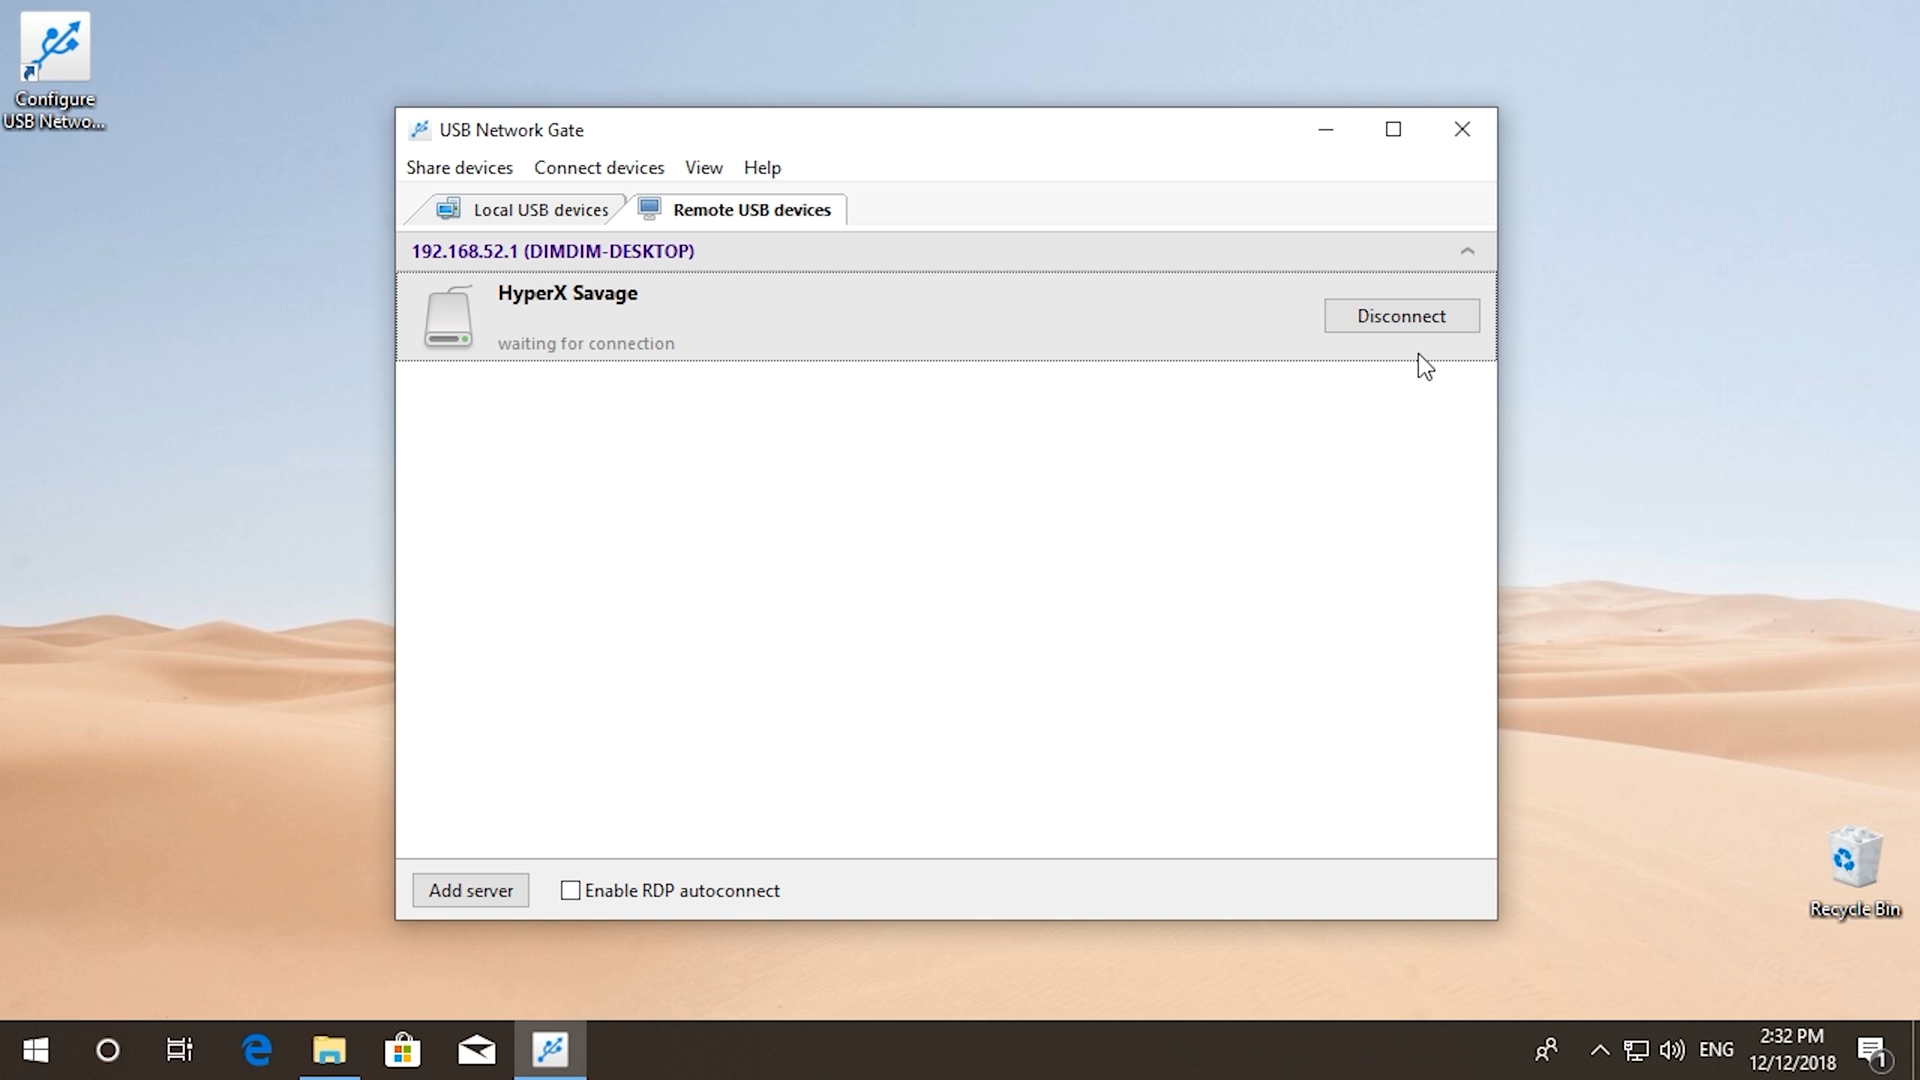 Configure
USB Netwo...
USB Network Gate
Share devices Connect devices View Help
Local USB devices Remote USB devices
192.168.52.1 (DIMDIM-DESKTOP)
HyperX Savage
Disconnect
waiting for connection
Add server Enable RDP autoconnect
Recycle Bin
ENG
2:32 PM
12/12/2018
1